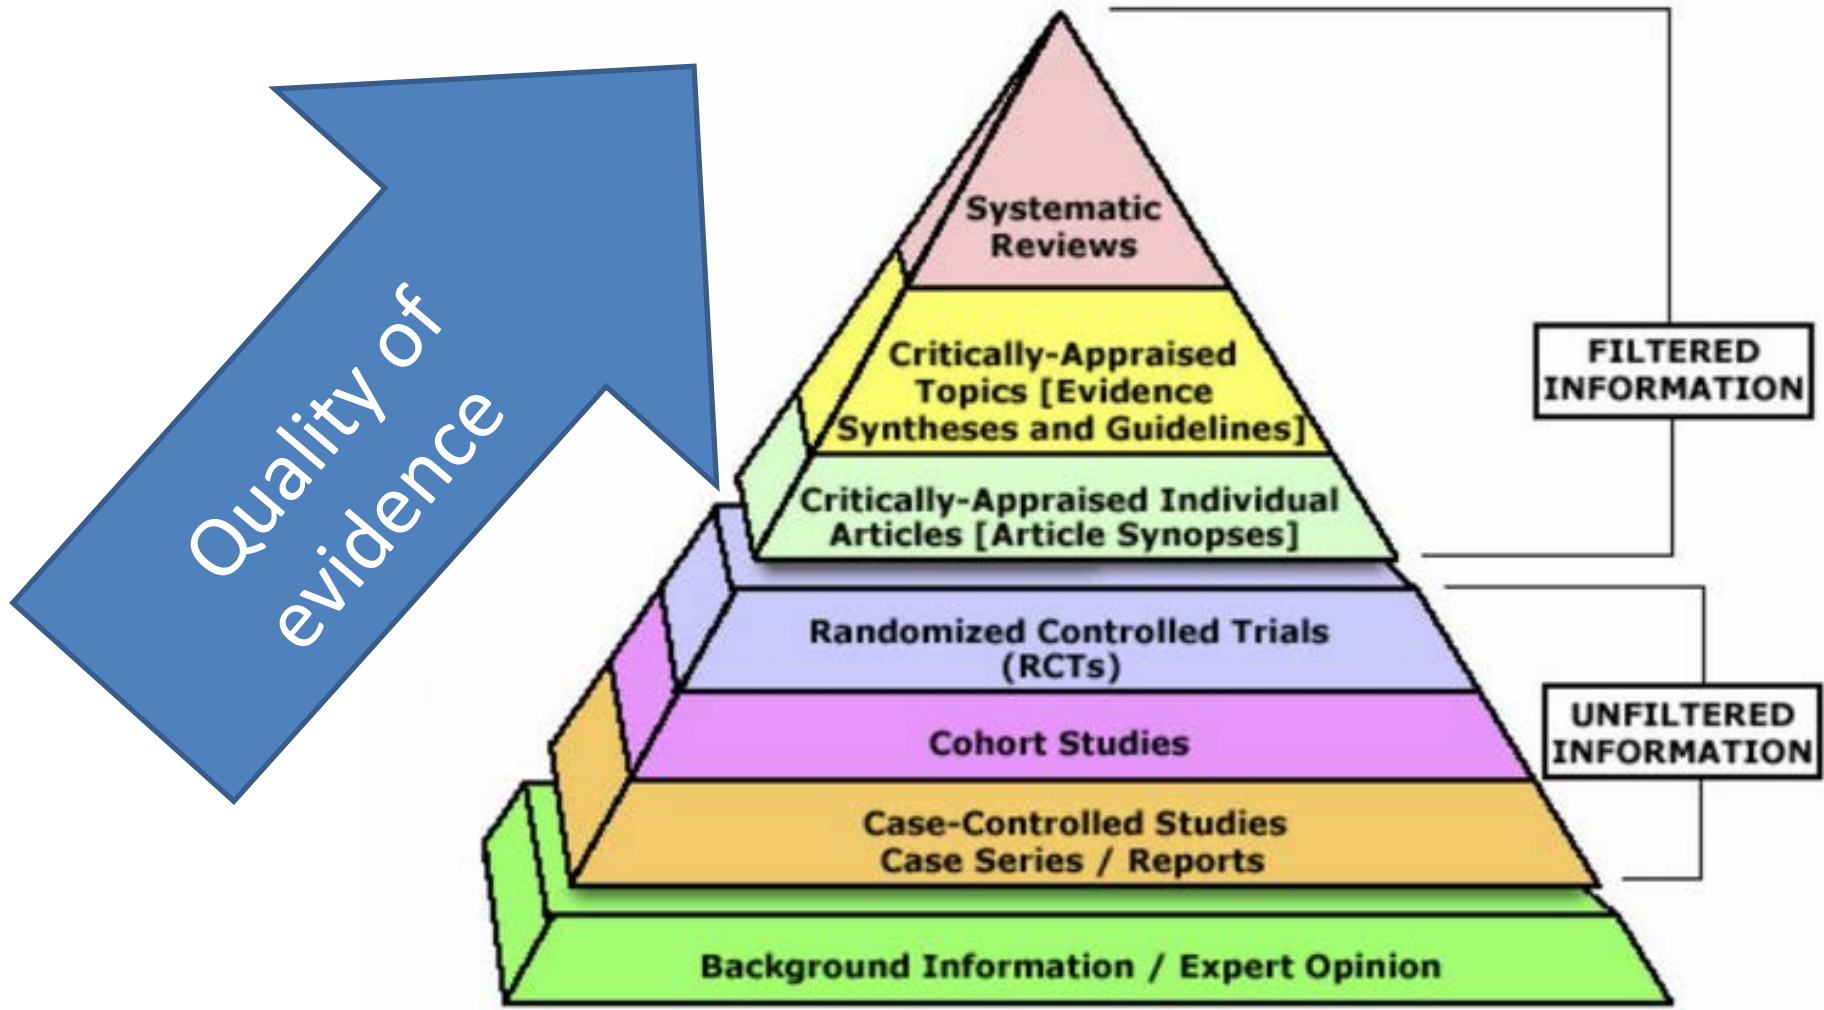 Quality of
evidence
Systematic
Reviews
Critically-Appraised
Topics [Evidence
Syntheses and Guidelines]
Critically-Appraised Individual
Articles [Article Synopses]
Randomized Controlled Trials
(RCTs)
Cohort Studies
Case-Controlled Studies
Case Series / Reports
Background Information / Expert Opinion
FILTERED
INFORMATION
UNFILTERED
INFORMATION